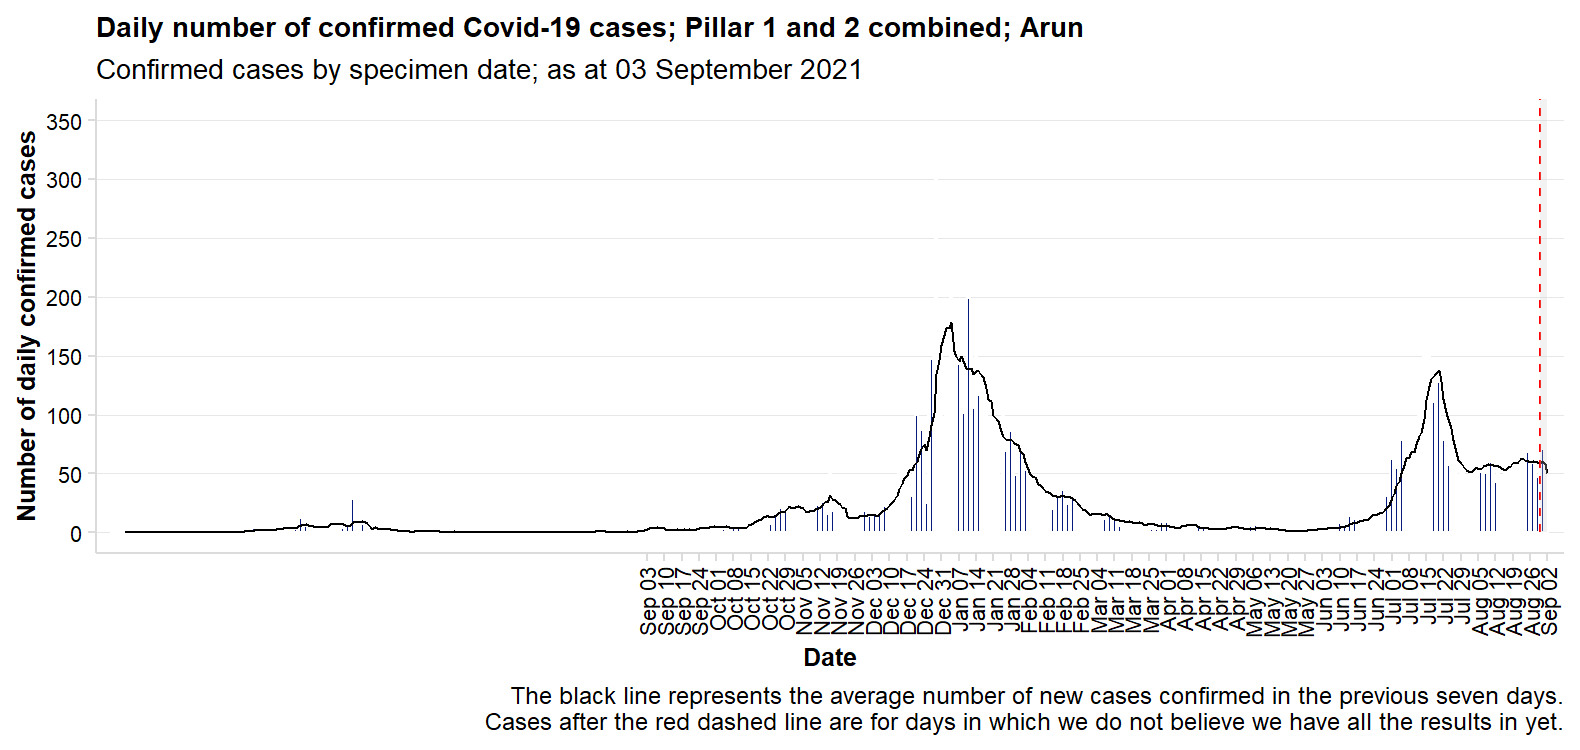 Daily number of confirmed Covid-19 cases; Pillar 1 and 2 combined; Arun
Confirmed cases by specimen date; as at 03 September 2021
Number of daily confirmed cases
350
300
250
200
150
100
50
0
Sep 03
Sep 10
Sep 17
Sep 24
Oct 01
Oct 08
Oct 15
Oct 22
Oct 29
Nov 05
Nov 12
Nov 19
Nov 26
Dec 03
Dec 10
Dec 17
Dec 24
Dec 31
Jan 07
Jan 14
Jan 21
Jan 28
Feb 04
Feb 11
Feb 18
Feb 25
Mar 04
Mar 11
Mar 18
Mar 25
Apr 01
Apr 08
Apr 15
Apr 22
Apr 29
May 06
May 13
May 20
May 27
Jun 03
Jun 10
Jun 17
Jun 24
Jul 01
Jul 08
Jul 15
Jul 22
Jul 29
Aug 05
Aug 12
Aug 19
Aug 26
Sep 02
Date
The black line represents the average number of new cases confirmed in the previous seven days.
Cases after the red dashed line are for days in which we do not believe we have all the results in yet.